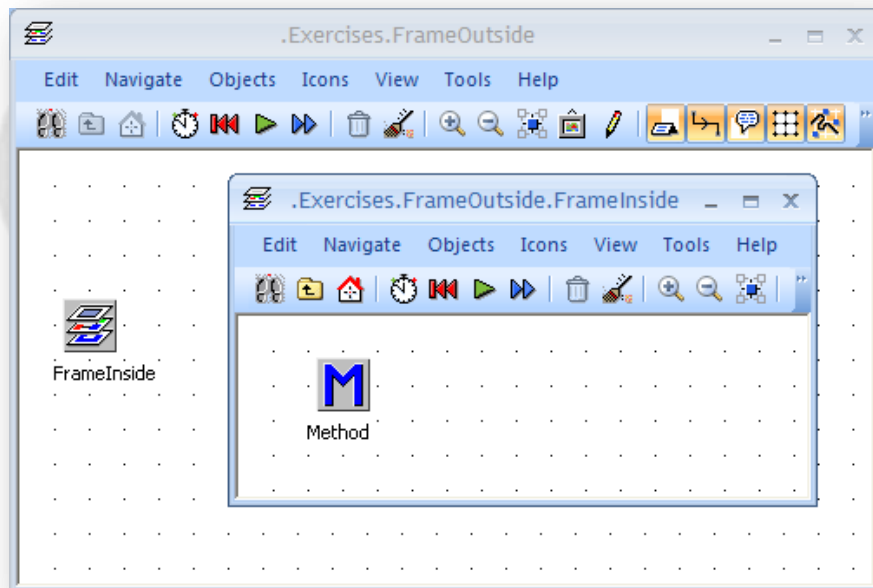 .Exercises.FrameOutside
Edit Navigate Objects Icons View Tools Help
.Exercises.FrameOutside.FrameInside
Edit Navigate Objects Icons View Tools Help
FrameInside
M
Method